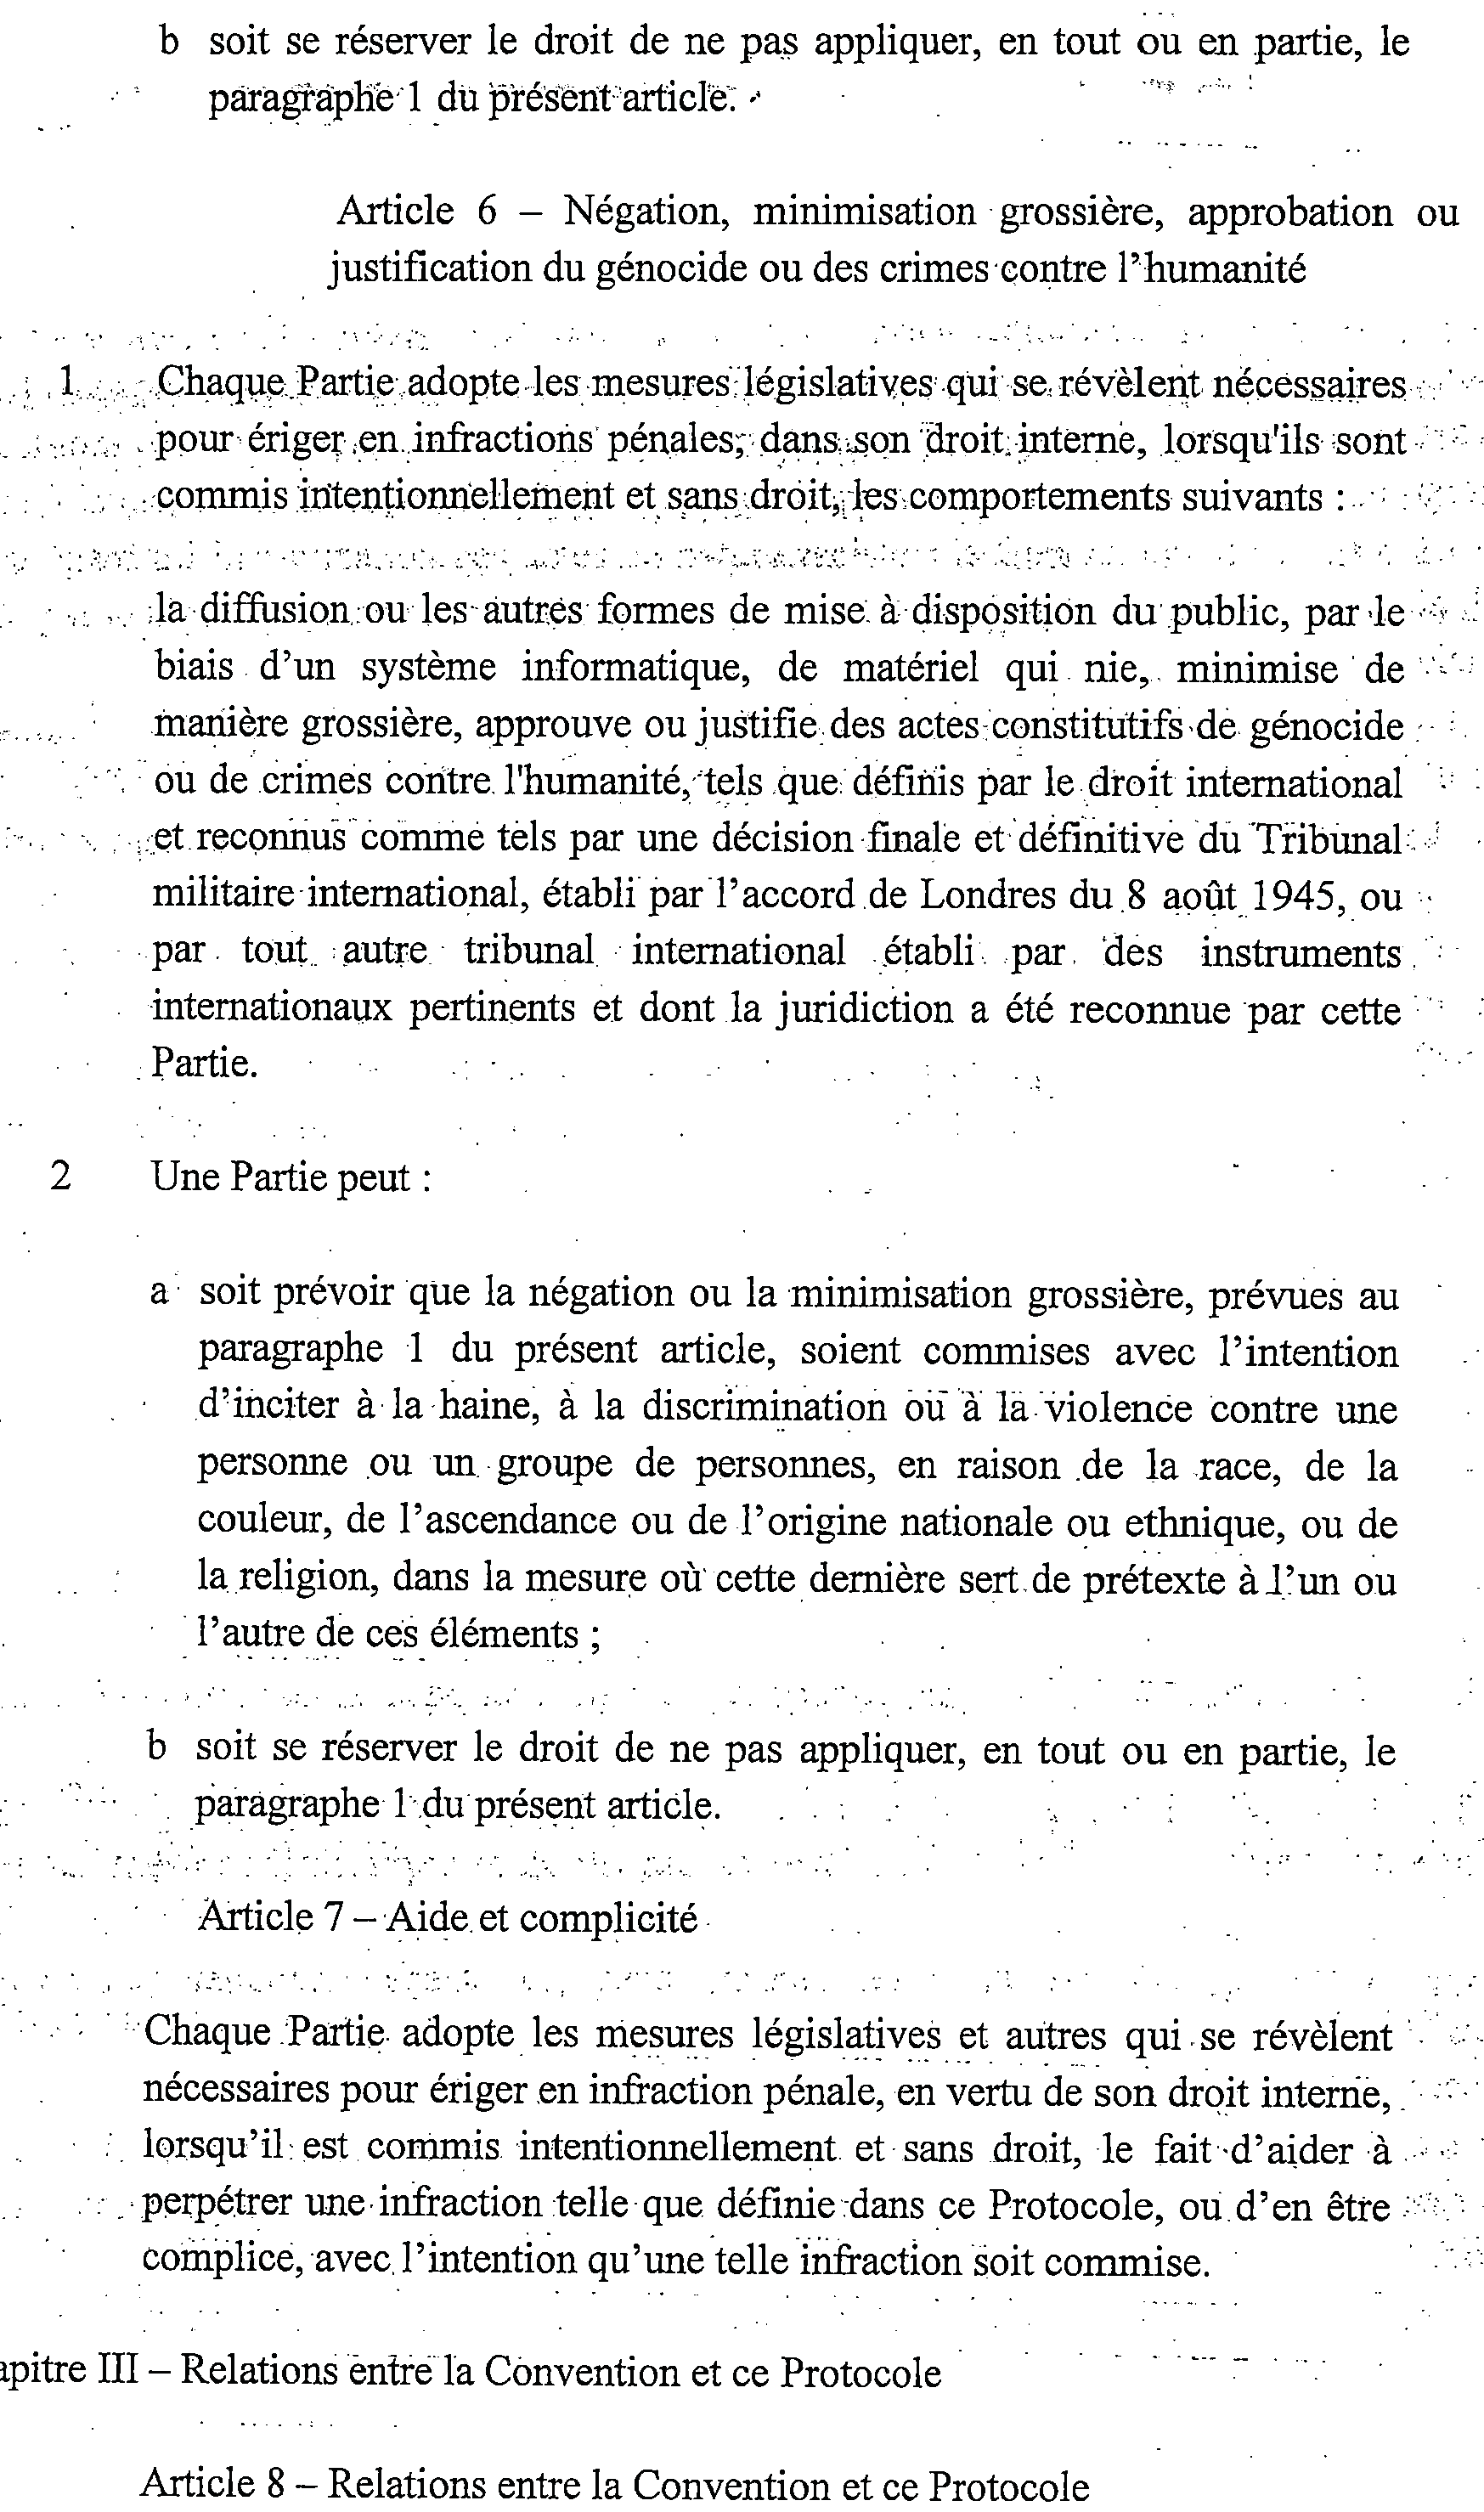 b soit se réserver le droit de ne pas appliquer, en tout ou en partie, le
paragraphe 1 du présent article.
Article 6 – Négation, minimisation grossière, approbation ou
justification du génocide ou des crimes contre l’humanité
1 Chaque Partie adopte les mesures législatives qui se révèlent nécessaires
pour ériger en infractions pénales, dans son droit interne, lorsqu'ils sont
commis intentionnellement et sans droit, les comportements suivants :
la diffusion ou les autres formes de mise à disposition du public, par le
biais d’un système informatique, de matériel qui nie, minimise de
manière grossière, approuve ou justifie des actes constitutifs de génocide
ou de crimes contre l'humanité, tels que définis par le droit international
et reconnus comme tels par une décision finale et définitive du Tribunal
militaire international, établi par l’accord de Londres du 8 août 1945, ou
par tout autre tribunal international établi par des instruments
internationaux pertinents et dont la juridiction a été reconnue par cette
Partie.
2 Une Partie peut :
a soit prévoir que la négation ou la minimisation grossière, prévues au
paragraphe 1 du présent article, soient commises avec l’intention
d’inciter à la haine, à la discrimination ou à la violence contre une
personne ou un groupe de personnes, en raison de la race, de la
couleur, de l’ascendance ou de l’origine nationale ou ethnique, ou de
la religion, dans la mesure où cette dernière sert de prétexte à l’un ou
l’autre de ces éléments ;
b soit se réserver le droit de ne pas appliquer, en tout ou en partie, le
paragraphe 1 du présent article.
Article 7 – Aide et complicité
Chaque Partie adopte les mesures législatives et autres qui se révèlent
nécessaires pour ériger en infraction pénale, en vertu de son droit interne,
lorsqu’il est commis intentionnellement et sans droit, le fait d’aider à
perpétrer une infraction telle que définie dans ce Protocole, ou d’en être
complice, avec l’intention qu’une telle infraction soit commise.
apitre III – Relations entre la Convention et ce Protocole
Article 8 – Relations entre la Convention et ce Protocole